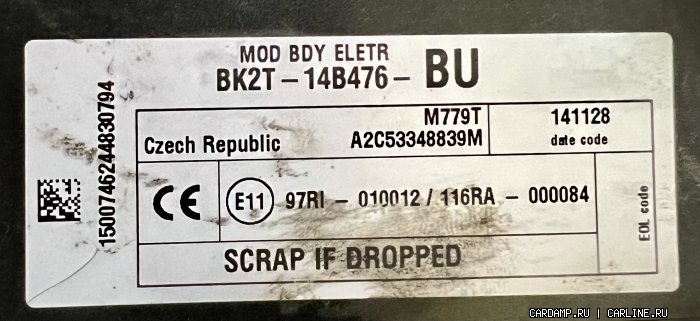 MOD BDY ELETR
BK2T-14B476-BU
1500746244830794
M779T
141128
Czech Republic
A2C53348839M
date code
CE
E11
97RI - 010012 / 116RA - 000084
EOL code
SCRAP IF DROPPED
CARDAMP.RU | CARLINE.RU